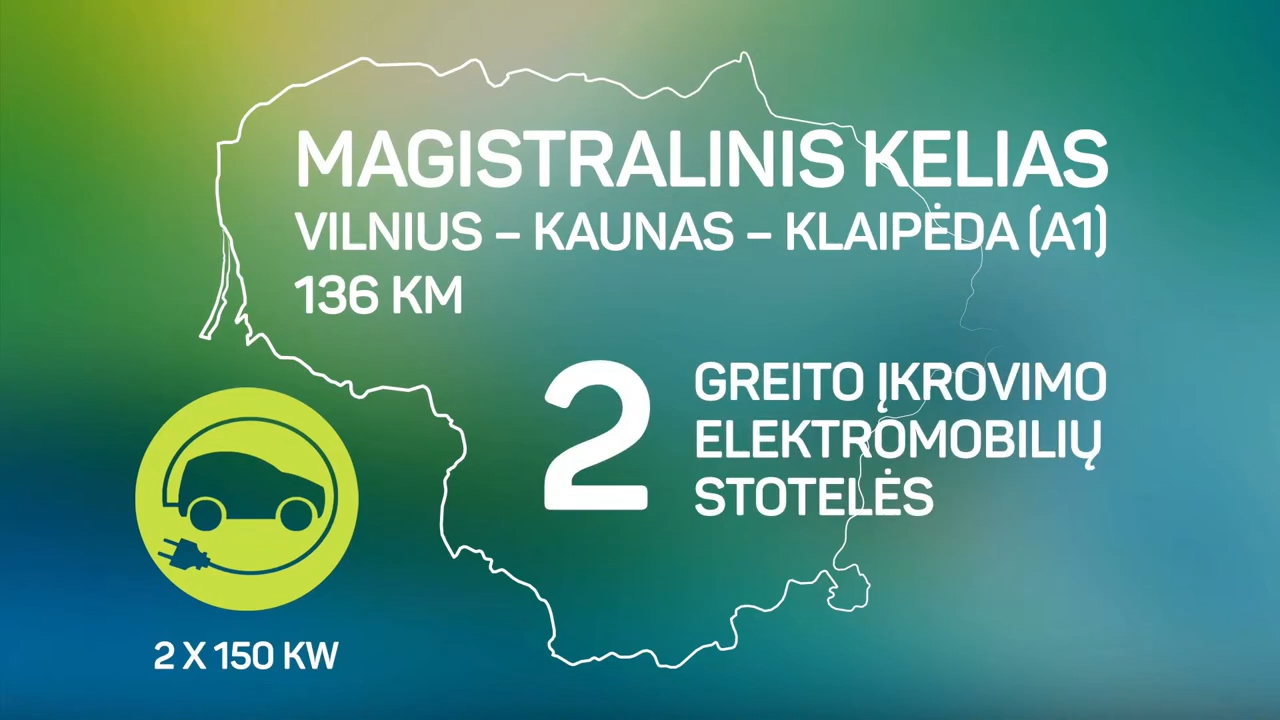 MAGISTRALINIS KELIAS
VILNIUS – KAUNAS – KLAIPĖDA (A1)
136 KM
2
GREITO ĮKROVIMO
ELEKTROMOBILIŲ
STOTELĖS
2 X 150 KW